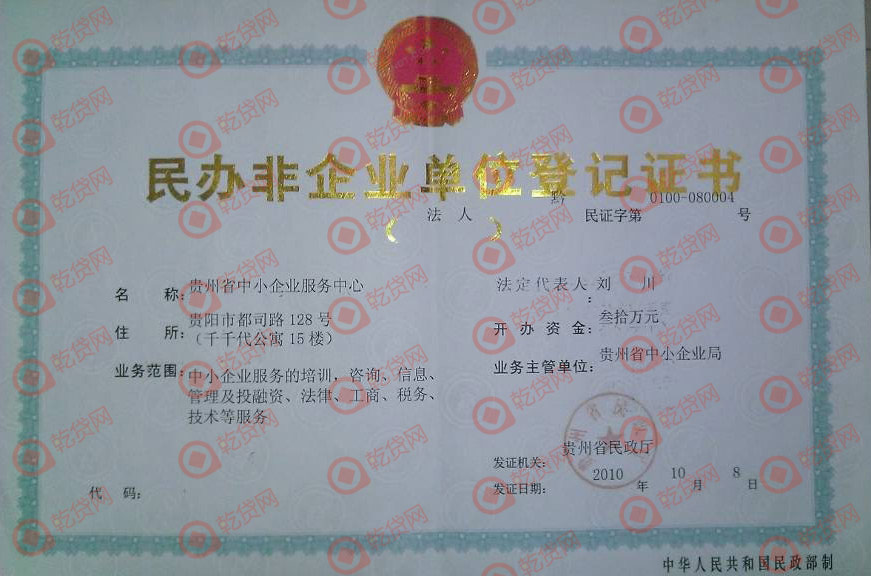 民办非企业单位登记证书
（法 人）
黔 0100-080004
民证字第 号
名 称：贵州省中小企业服务中心
住 所：贵阳市都司路 128 号
（千千代公寓 15 楼）
业务范围：中小企业服务的培训，咨询、信息、
管理及投融资、法律、工商、税务、
技术等服务
代 码：
法定代表人：刘 川
开 办 资 金：叁拾万元
业务主管单位：贵州省中小企业局
发证机关：贵州省民政厅
发证日期：2010 年 10 月 8 日
中华人民共和国民政部制
乾贷网